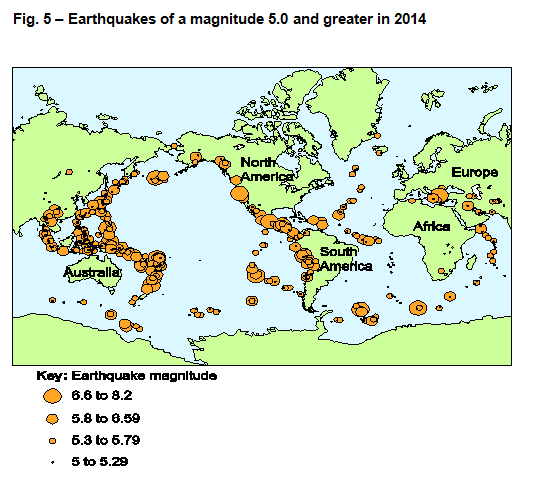 Fig. 5 – Earthquakes of a magnitude 5.0 and greater in 2014
North
America
Europe
Africa
South
America
Australia
Key: Earthquake magnitude
6.6 to 8.2
5.8 to 6.59
5.3 to 5.79
5 to 5.29